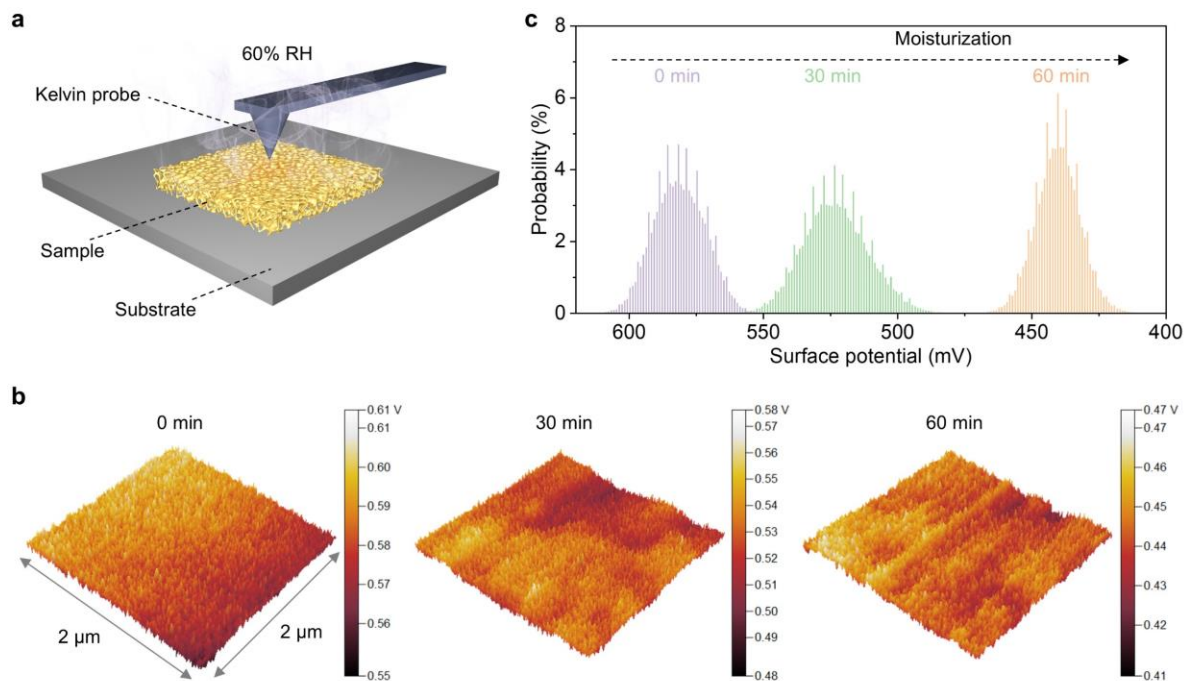 a
60% RH
Kelvin probe
Sample
Substrate
c
8
6
4
2
0
Probability (%)
Moisturization
0 min
30 min
60 min
600
550
500
450
400
Surface potential (mV)
b
0 min
0.61 V
0.61
0.60
0.59
0.58
0.57
0.56
0.55
2 μm
2 μm
30 min
0.58 V
0.57
0.56
0.55
0.54
0.53
0.52
0.51
0.50
0.49
0.48
60 min
0.47 V
0.47
0.46
0.45
0.44
0.43
0.42
0.41